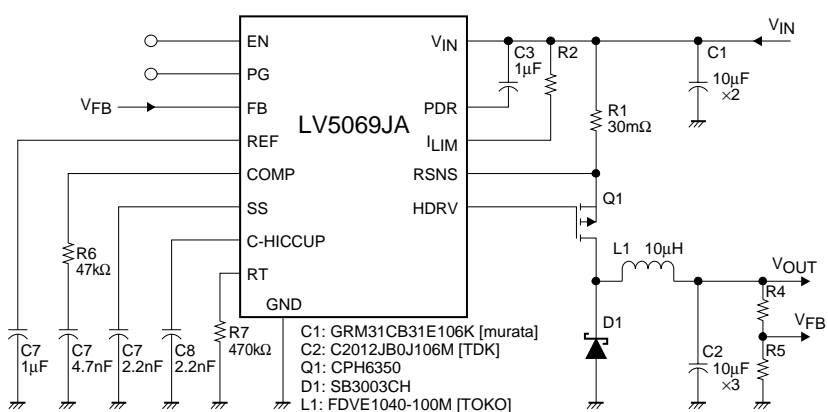 EN
PG
FB
REF
COMP
SS
C-HICCUP
RT
GND
LV5069JA
VIN
PDR
ILIM
RSNS
HDRV
VFB
C3
1μF
R2
C1
10μF
×2
VIN
R1
30mΩ
Q1
L1 10μH
VOUT
R4
VFB
R5
D1
C2
10μF
×3
R6
47kΩ
R7
470kΩ
C7
1μF
C7
4.7nF
C7
2.2nF
C8
2.2nF
C1: GRM31CB31E106K [murata]
C2: C2012JB0J106M [TDK]
Q1: CPH6350
D1: SB3003CH
L1: FDVE1040-100M [TOKO]